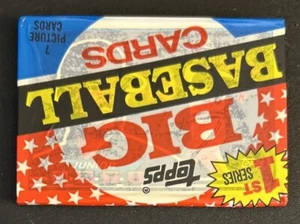 topps®
1ST
SERIES
BIG
BASEBALL
CARDS
7
PICTURE
CARDS